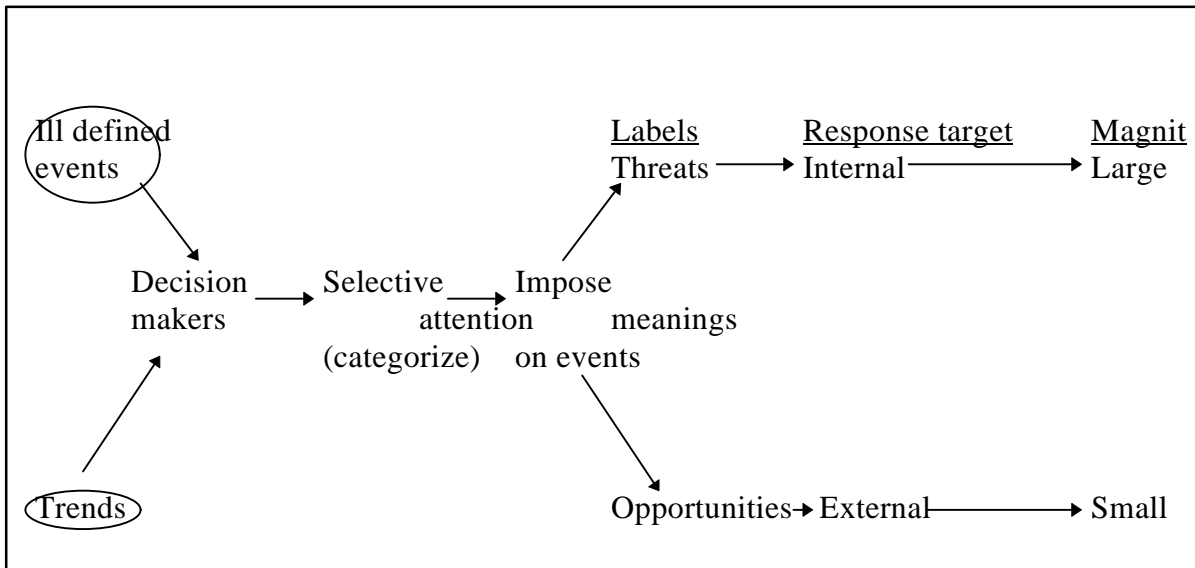 Ill defined
events
Labels
Threats
Response target
Internal
Magnit
Large
Decision
makers
Selective
attention
(categorize)
Impose
meanings
on events
Trends
Opportunities
External
Small